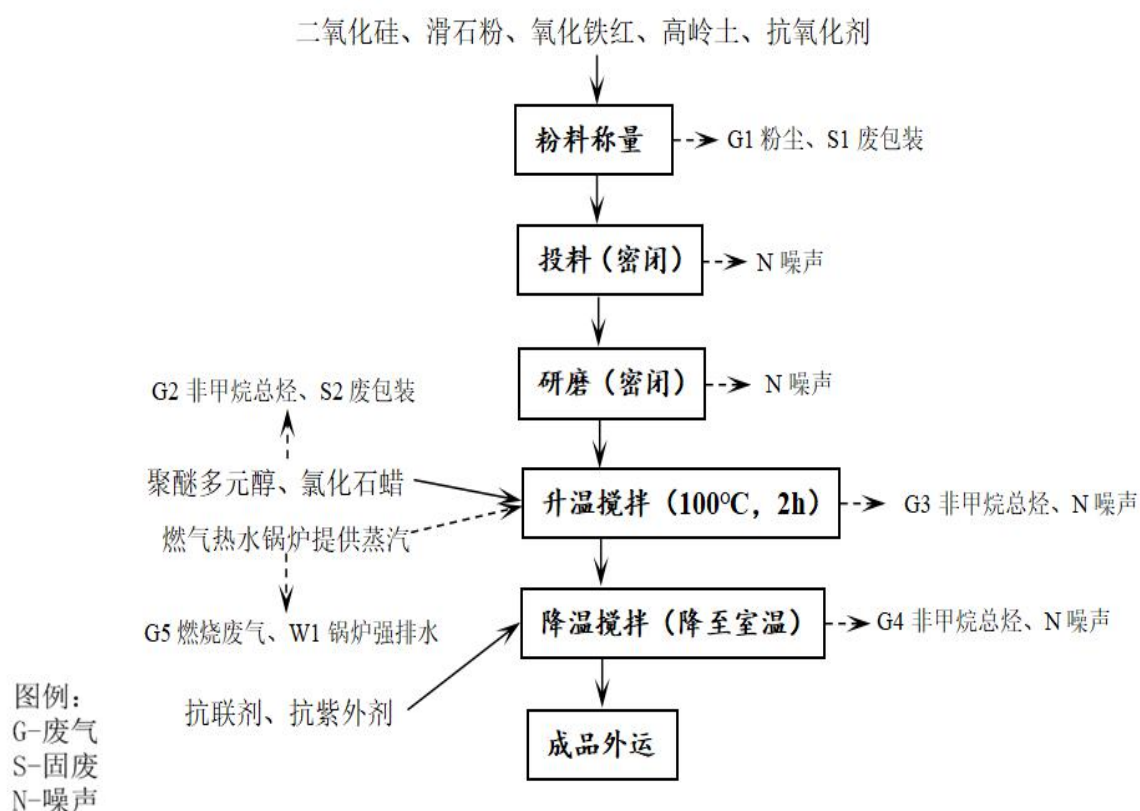 二氧化硅、滑石粉、氧化铁红、高岭土、抗氧化剂
粉料称量
G1 粉尘、S1 废包装
投料（密闭）
N 噪声
研磨（密闭）
N 噪声
G2 非甲烷总烃、S2 废包装
聚醚多元醇、氯化石蜡
升温搅拌（100℃，2h）
G3 非甲烷总烃、N 噪声
燃气热水锅炉提供蒸汽
降温搅拌（降至室温）
G4 非甲烷总烃、N 噪声
G5 燃烧废气、W1 锅炉强排水
抗联剂、抗紫外剂
成品外运
图例：
G-废气
S-固废
N-噪声